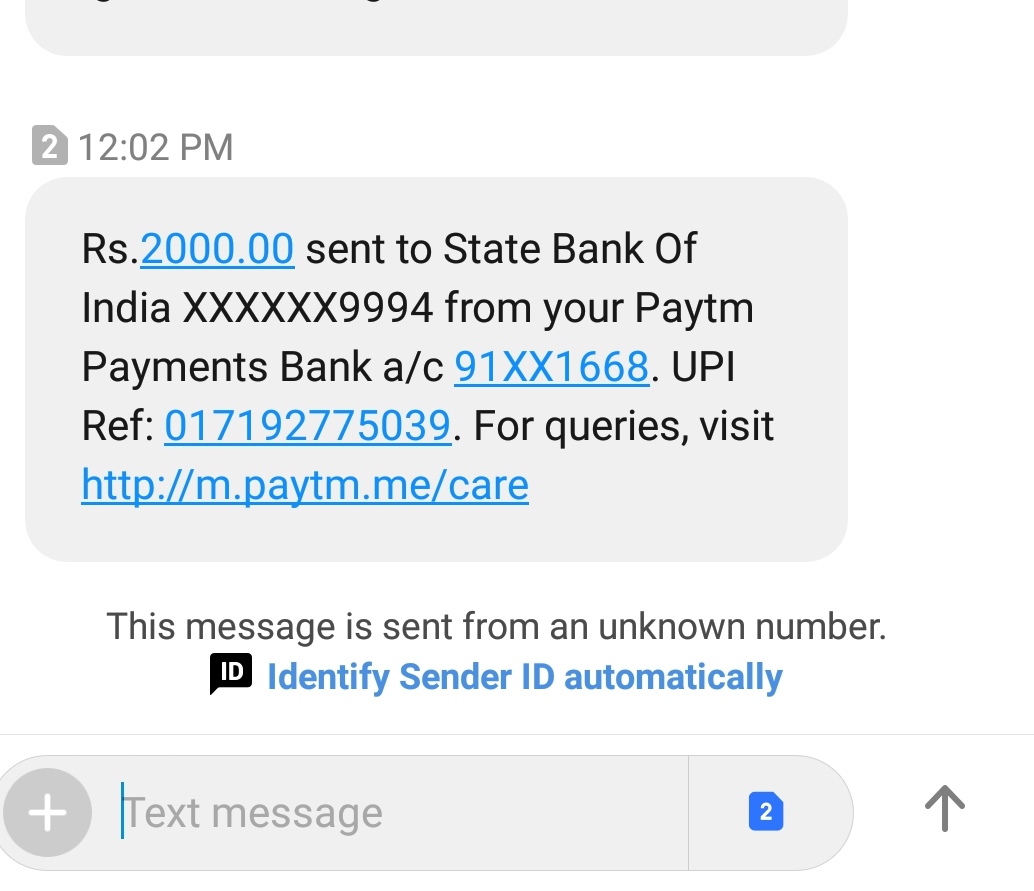 2 12:02 PM
Rs.2000.00 sent to State Bank Of
India XXXXXX9994 from your Paytm
Payments Bank a/c 91XX1668. UPI
Ref: 017192775039. For queries, visit
http://m.paytm.me/care
This message is sent from an unknown number.
ID Identify Sender ID automatically
Text message 2